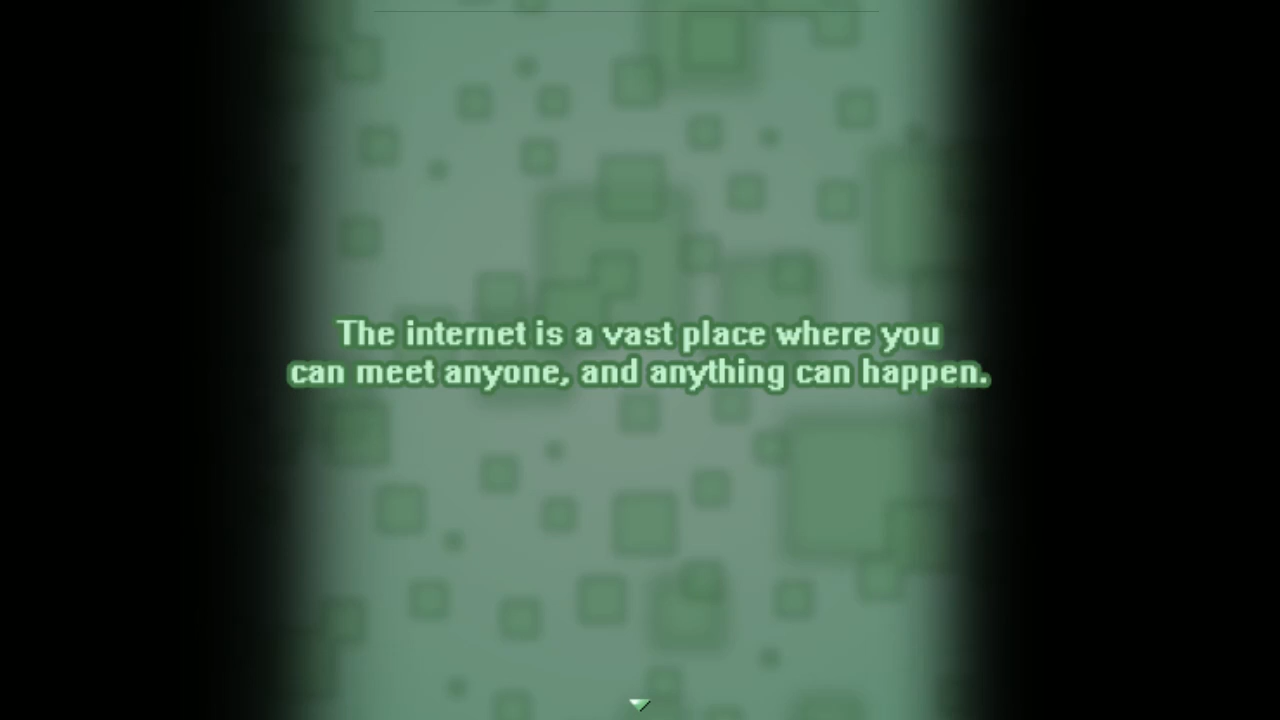 The internet is a vast place where you
can meet anyone, and anything can happen.